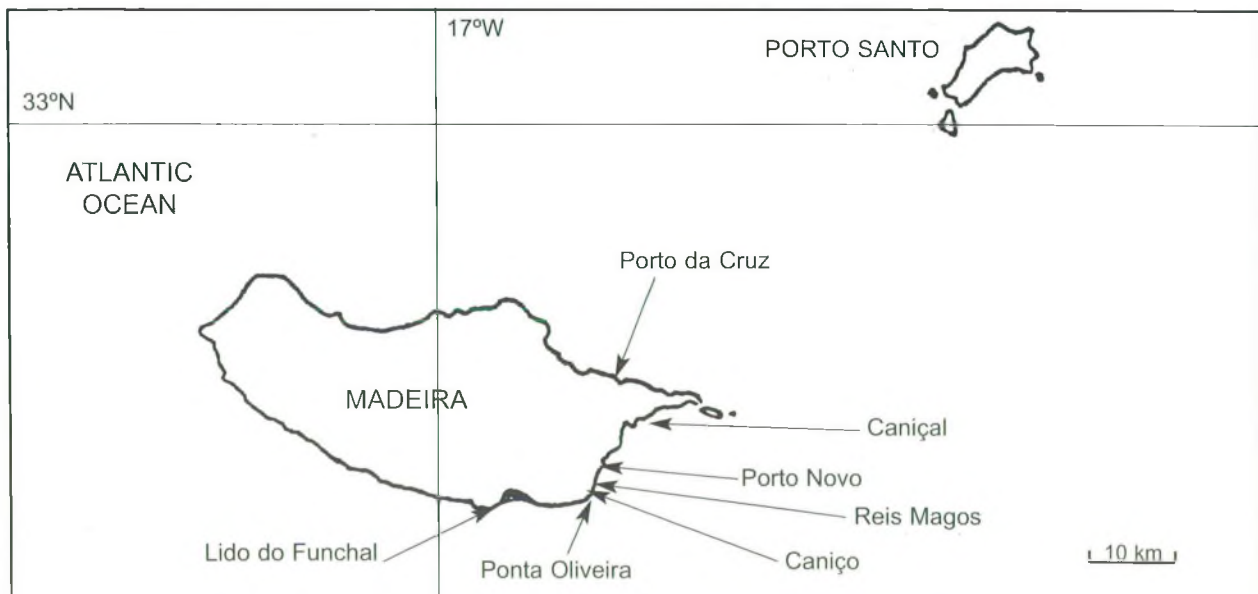 17ºW
PORTO SANTO
33ºN
ATLANTIC
OCEAN
Porto da Cruz
MADEIRA
Caniçal
Porto Novo
Reis Magos
Lido do Funchal
Ponta Oliveira
Caniço
10 km